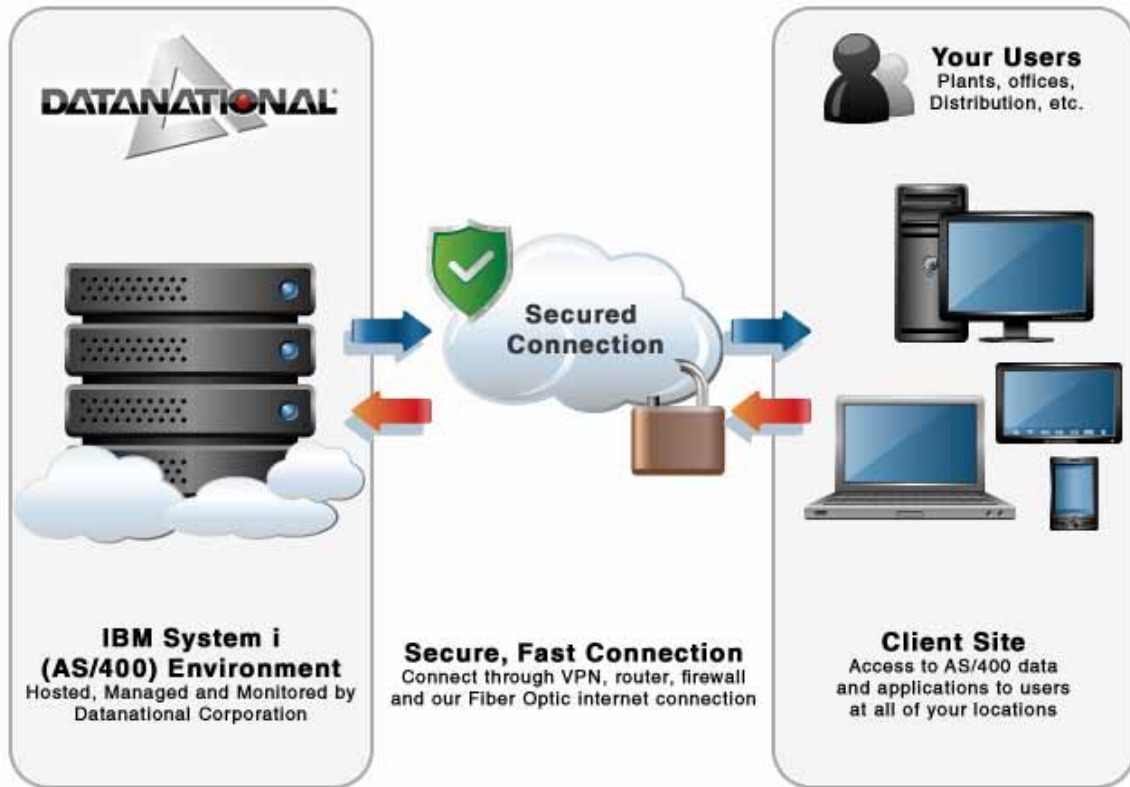 DATANATIONAL®
IBM System i
(AS/400) Environment
Hosted, Managed and Monitored by
Datanational Corporation
Secured
Connection
Secure, Fast Connection
Connect through VPN, router, firewall
and our Fiber Optic internet connection
Your Users
Plants, offices,
Distribution, etc.
Client Site
Access to AS/400 data
and applications to users
at all of your locations